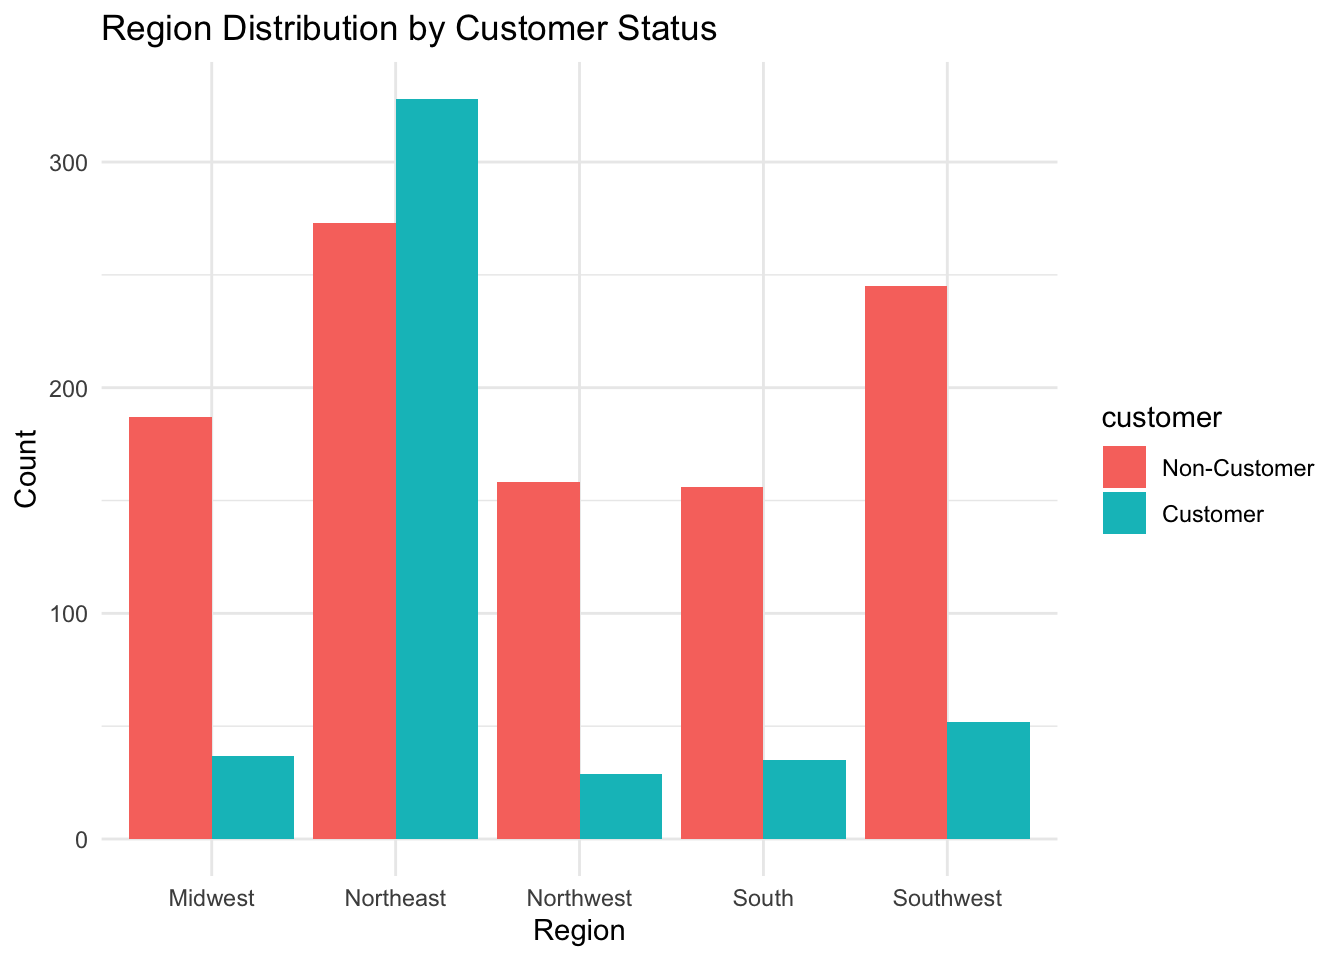 Region Distribution by Customer Status
300
200
100
0
Count
Midwest Northeast Northwest South Southwest
Region
customer
Non-Customer
Customer